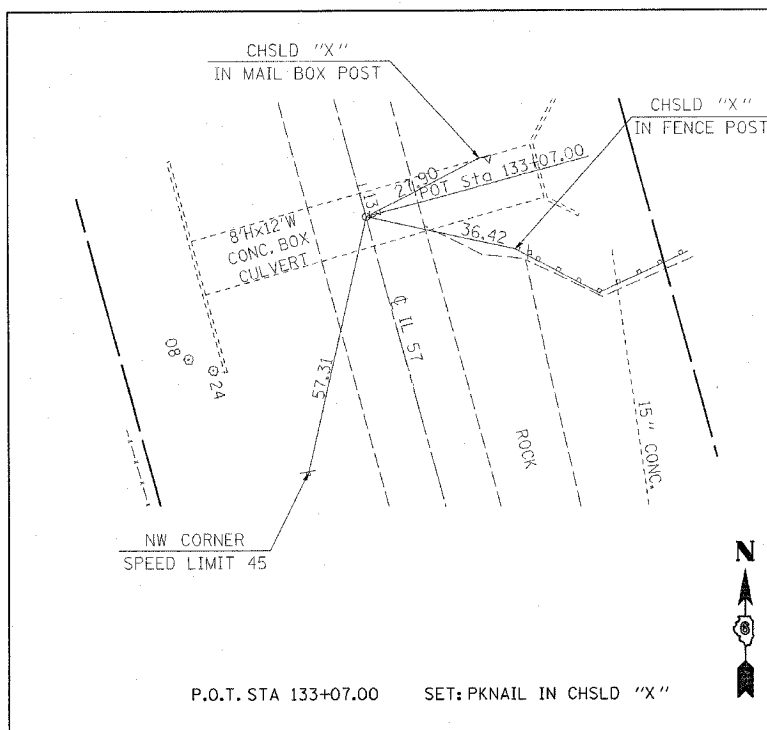 CHSLD "X"
IN MAIL BOX POST
CHSLD "X"
IN FENCE POST
27.90
POT Sta 133+07.00
13
8'Hx12'W
CONC. BOX
CULVERT
36.42
℄ IL 57
57.31
08
24
ROCK
15" CONC.
NW CORNER
SPEED LIMIT 45
N
6
P.O.T. STA 133+07.00 SET: PKNAIL IN CHSLD "X"